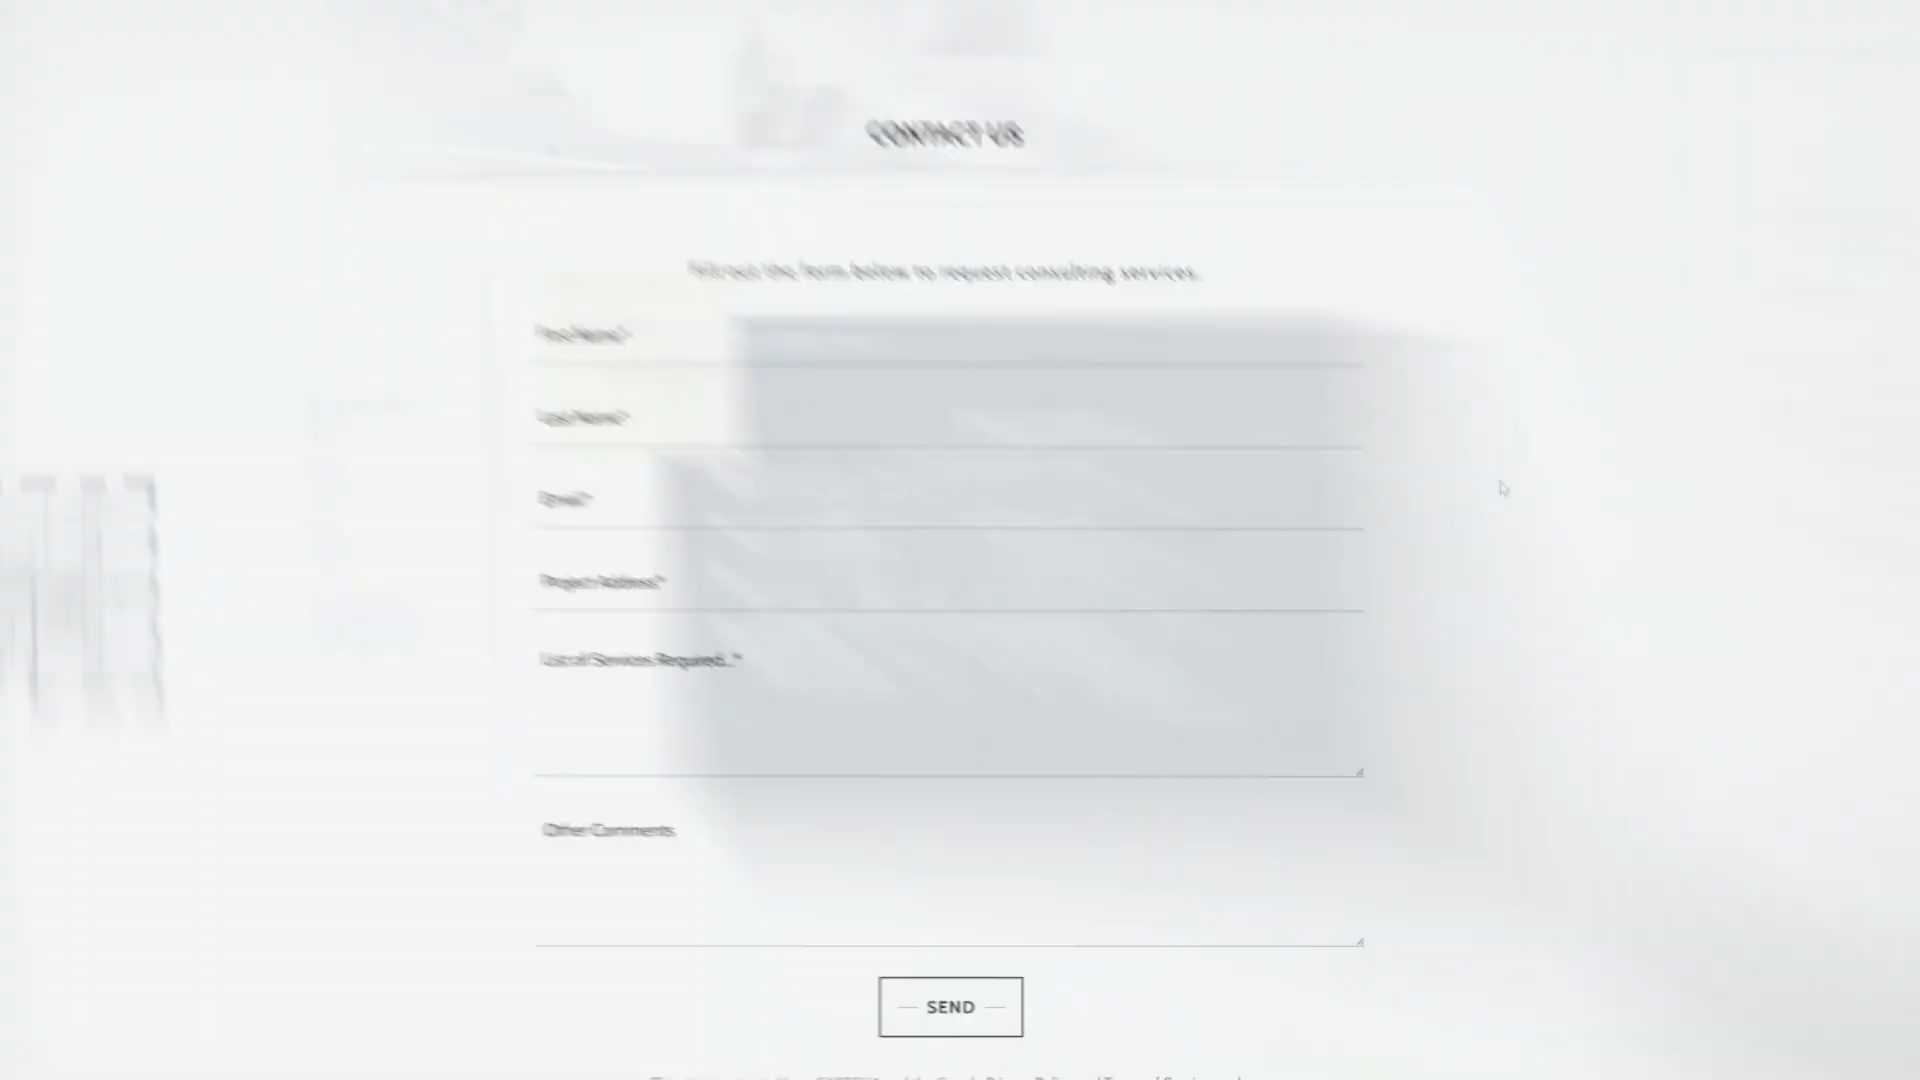 CONTACT US
Fill out the form below to request consulting services.
First Name*
Last Name*
Email*
Project Address*
List of Services Required...*
Other Comments
SEND